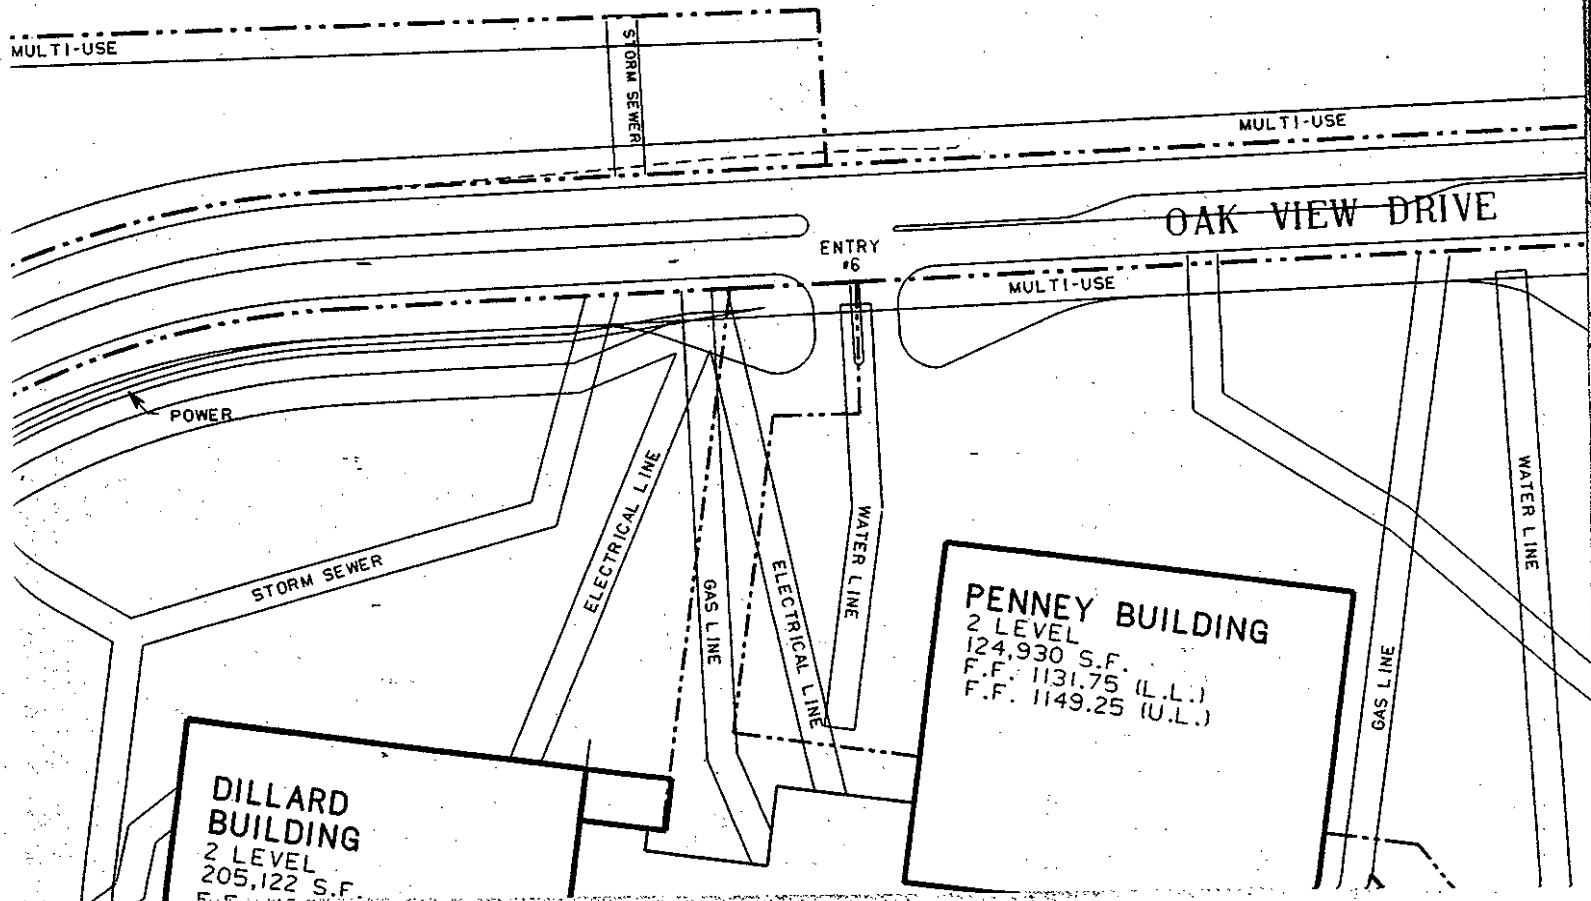 MULTI-USE
STORM SEWER
MULTI-USE
OAK VIEW DRIVE
ENTRY
#6
MULTI-USE
POWER
STORM SEWER
ELECTRICAL LINE
GAS LINE
ELECTRICAL LINE
WATER LINE
WATER LINE
GAS LINE
PENNEY BUILDING
2 LEVEL
124,930 S.F.
F.F. 1131.75 (L.L.)
F.F. 1149.25 (U.L.)
DILLARD
BUILDING
2 LEVEL
205,122 S.F.